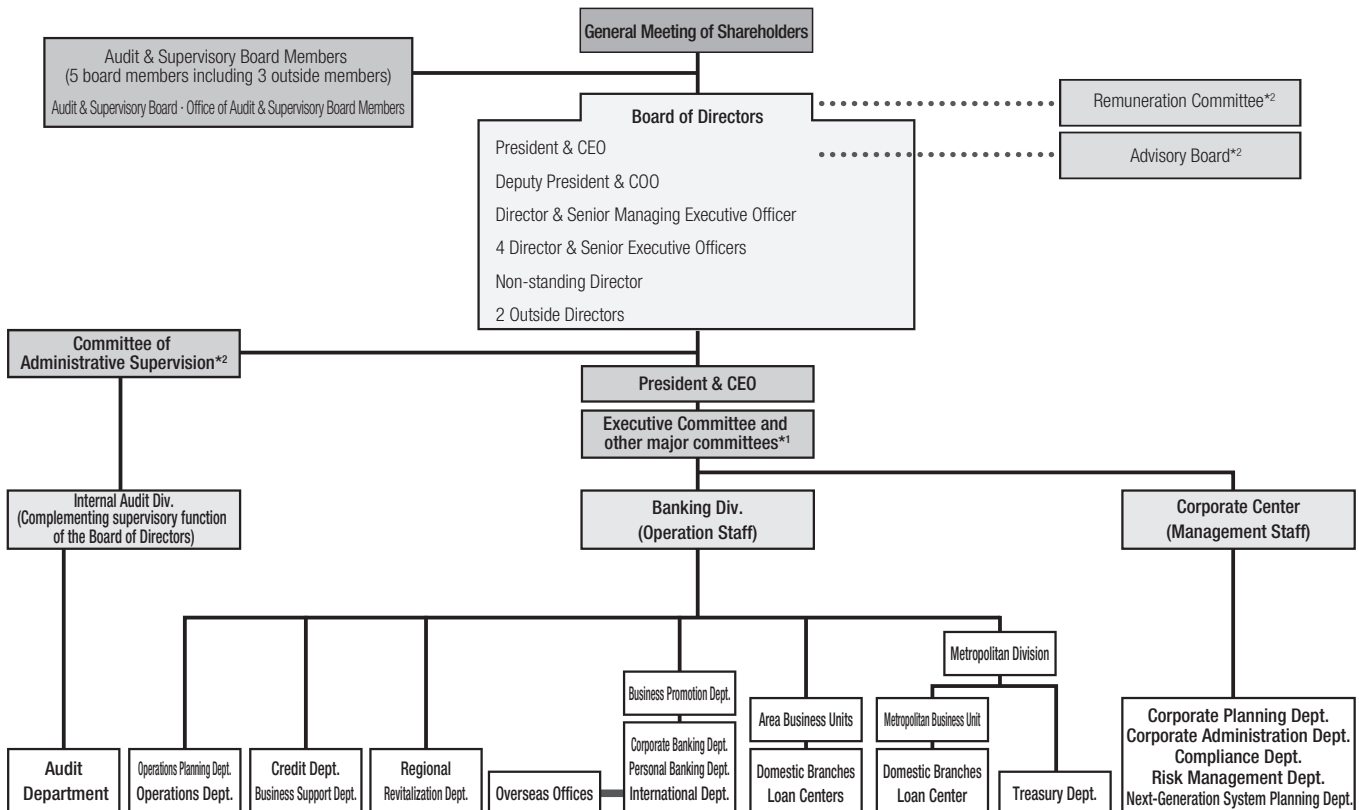 General Meeting of Shareholders
Audit & Supervisory Board Members
(5 board members including 3 outside members)
Audit & Supervisory Board · Office of Audit & Supervisory Board Members
Remuneration Committee*2
Advisory Board*2
Board of Directors
President & CEO
Deputy President & COO
Director & Senior Managing Executive Officer
4 Director & Senior Executive Officers
Non-standing Director
2 Outside Directors
Committee of
Administrative Supervision*2
President & CEO
Executive Committee and
other major committees*1
Internal Audit Div.
(Complementing supervisory function
of the Board of Directors)
Banking Div.
(Operation Staff)
Corporate Center
(Management Staff)
Audit
Department
Operations Planning Dept.
Operations Dept.
Credit Dept.
Business Support Dept.
Regional
Revitalization Dept.
Overseas Offices
Business Promotion Dept.
Corporate Banking Dept.
Personal Banking Dept.
International Dept.
Area Business Units
Domestic Branches
Loan Centers
Metropolitan Division
Metropolitan Business Unit
Domestic Branches
Loan Center
Treasury Dept.
Corporate Planning Dept.
Corporate Administration Dept.
Compliance Dept.
Risk Management Dept.
Next-Generation System Planning Dept.